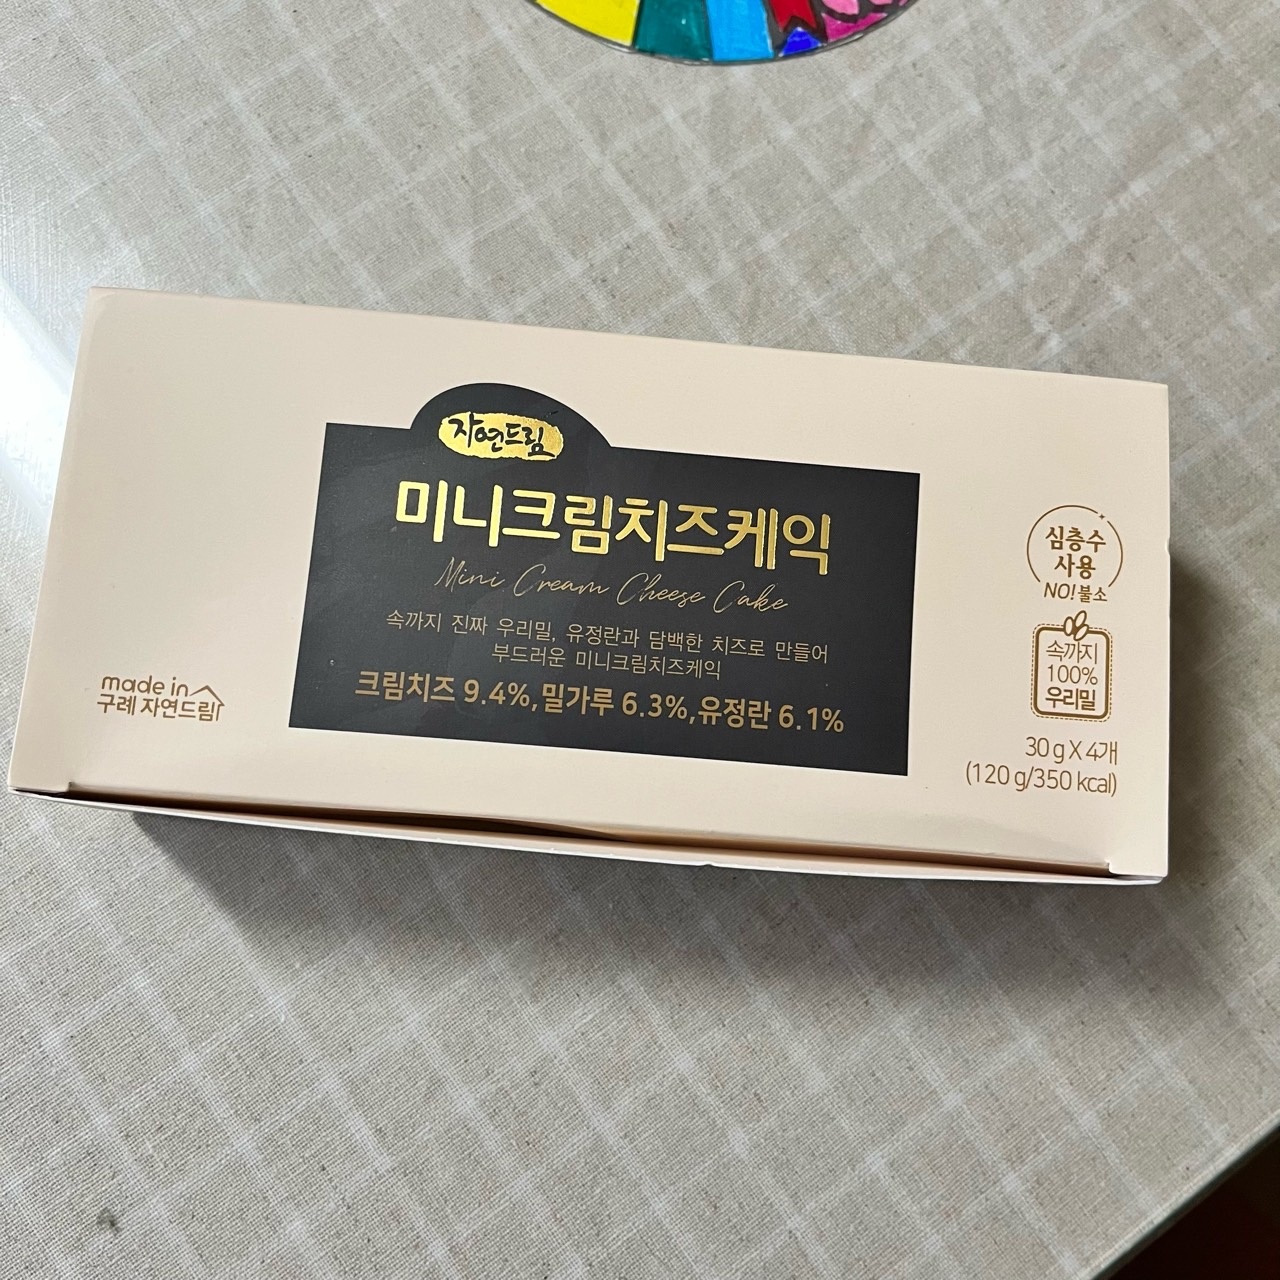 자연드림
미니크림치즈케익
Mini Cream Cheese Cake
속까지 진짜 우리밀, 유정란과 담백한 치즈로 만들어
부드러운 미니크림치즈케익
크림치즈 9.4%, 밀가루 6.3%, 유정란 6.1%
made in
구례 자연드림
심층수
사용
NO! 불소
속까지
100%
우리밀
30 g X 4개
(120 g/350 kcal)